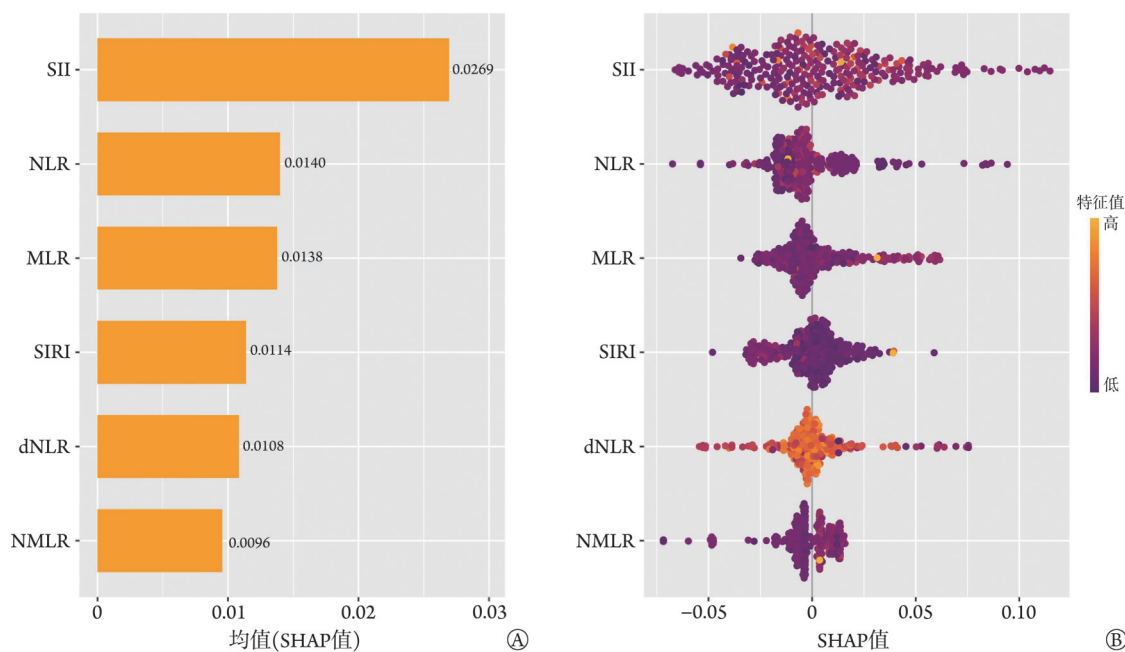 SII
0.0269
NLR
0.0140
MLR
0.0138
SIRI
0.0114
dNLR
0.0108
NMLR
0.0096
0 0.01 0.02 0.03
均值(SHAP值)
Ⓐ
SII
NLR
MLR
SIRI
dNLR
NMLR
−0.05 0 0.05 0.10
SHAP值
Ⓑ
特征值
高
低